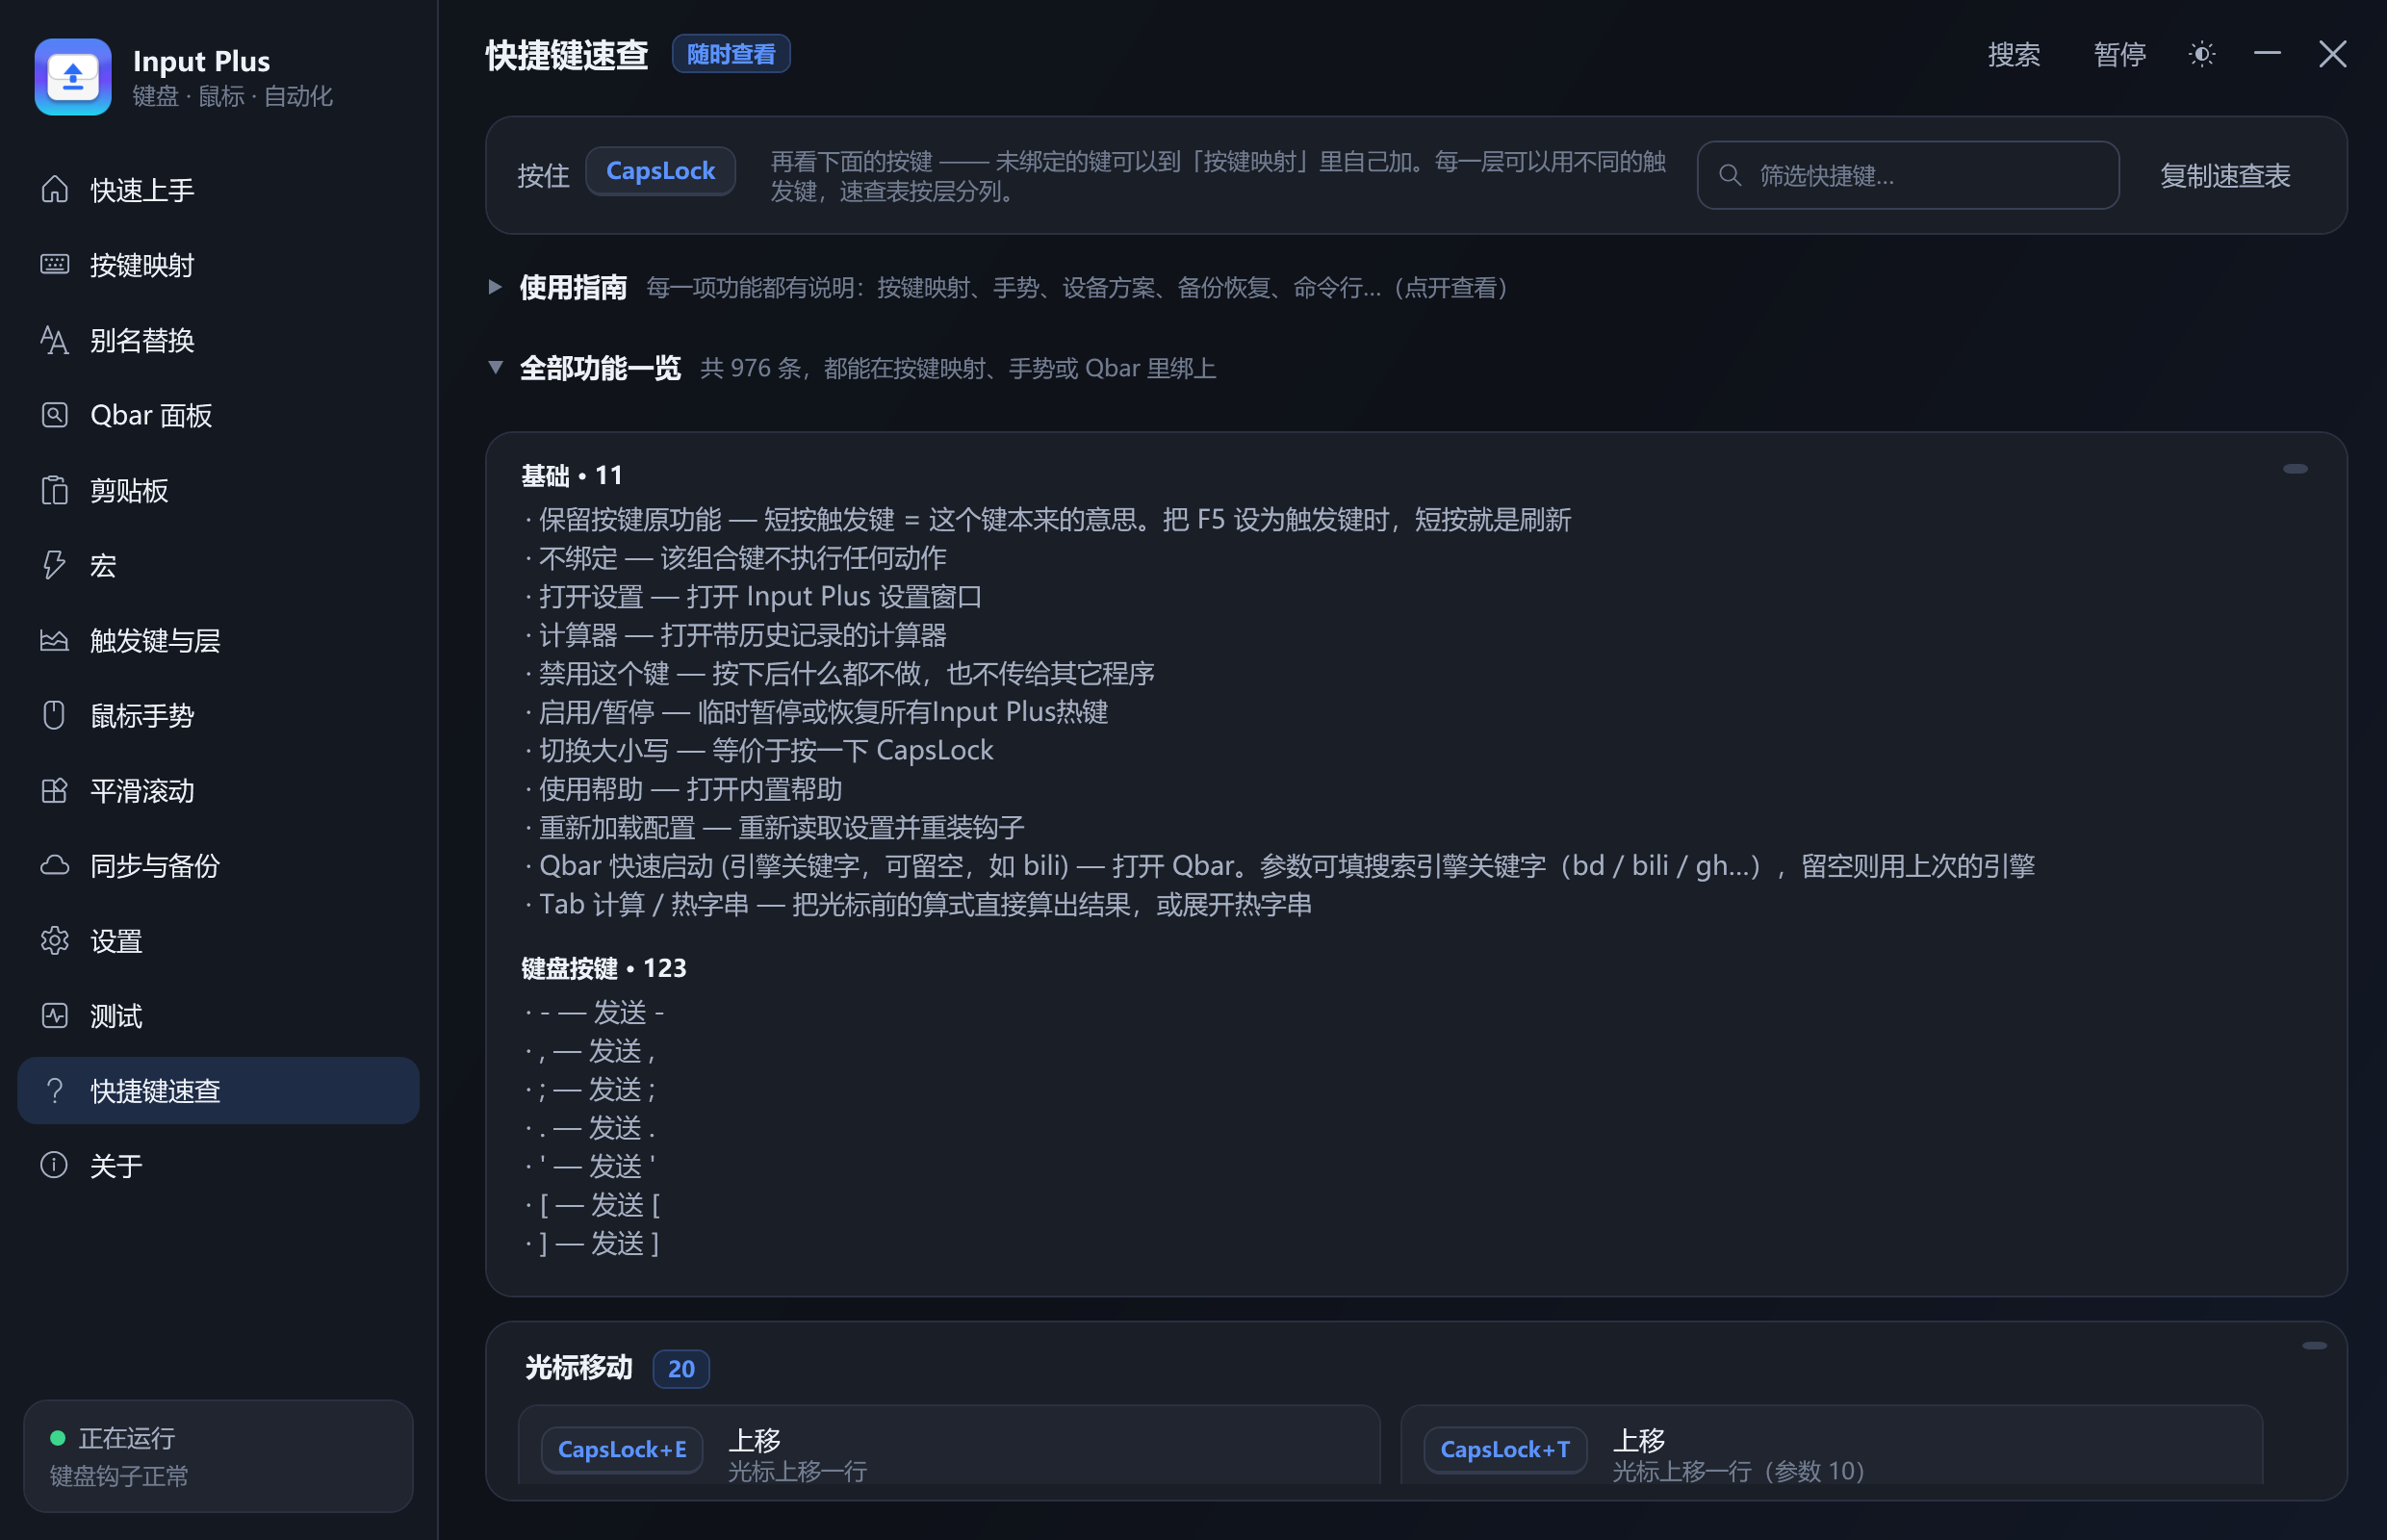 Input Plus
键盘 · 鼠标 · 自动化
快速上手
按键映射
别名替换
Qbar 面板
剪贴板
宏
触发键与层
鼠标手势
平滑滚动
同步与备份
设置
测试
快捷键速查
关于
正在运行
键盘钩子正常
快捷键速查
随时查看
搜索
暂停
按住
CapsLock
再看下面的按键 —— 未绑定的键可以到「按键映射」里自己加。每一层可以用不同的触
发键，速查表按层分列。
筛选快捷键...
复制速查表
使用指南 每一项功能都有说明：按键映射、手势、设备方案、备份恢复、命令行...（点开查看）
全部功能一览 共 976 条，都能在按键映射、手势或 Qbar 里绑上
基础 • 11
· 保留按键原功能 — 短按触发键 = 这个键本来的意思。把 F5 设为触发键时，短按就是刷新
· 不绑定 — 该组合键不执行任何动作
· 打开设置 — 打开 Input Plus 设置窗口
· 计算器 — 打开带历史记录的计算器
· 禁用这个键 — 按下后什么都不做，也不传给其它程序
· 启用/暂停 — 临时暂停或恢复所有Input Plus热键
· 切换大小写 — 等价于按一下 CapsLock
· 使用帮助 — 打开内置帮助
· 重新加载配置 — 重新读取设置并重装钩子
· Qbar 快速启动 (引擎关键字，可留空，如 bili) — 打开 Qbar。参数可填搜索引擎关键字（bd / bili / gh...），留空则用上次的引擎
· Tab 计算 / 热字串 — 把光标前的算式直接算出结果，或展开热字串
键盘按键 • 123
· - — 发送 -
· , — 发送 ,
· ; — 发送 ;
· . — 发送 .
· ' — 发送 '
· [ — 发送 [
· ] — 发送 ]
光标移动 20
CapsLock+E
上移
光标上移一行
CapsLock+T
上移
光标上移一行（参数 10）